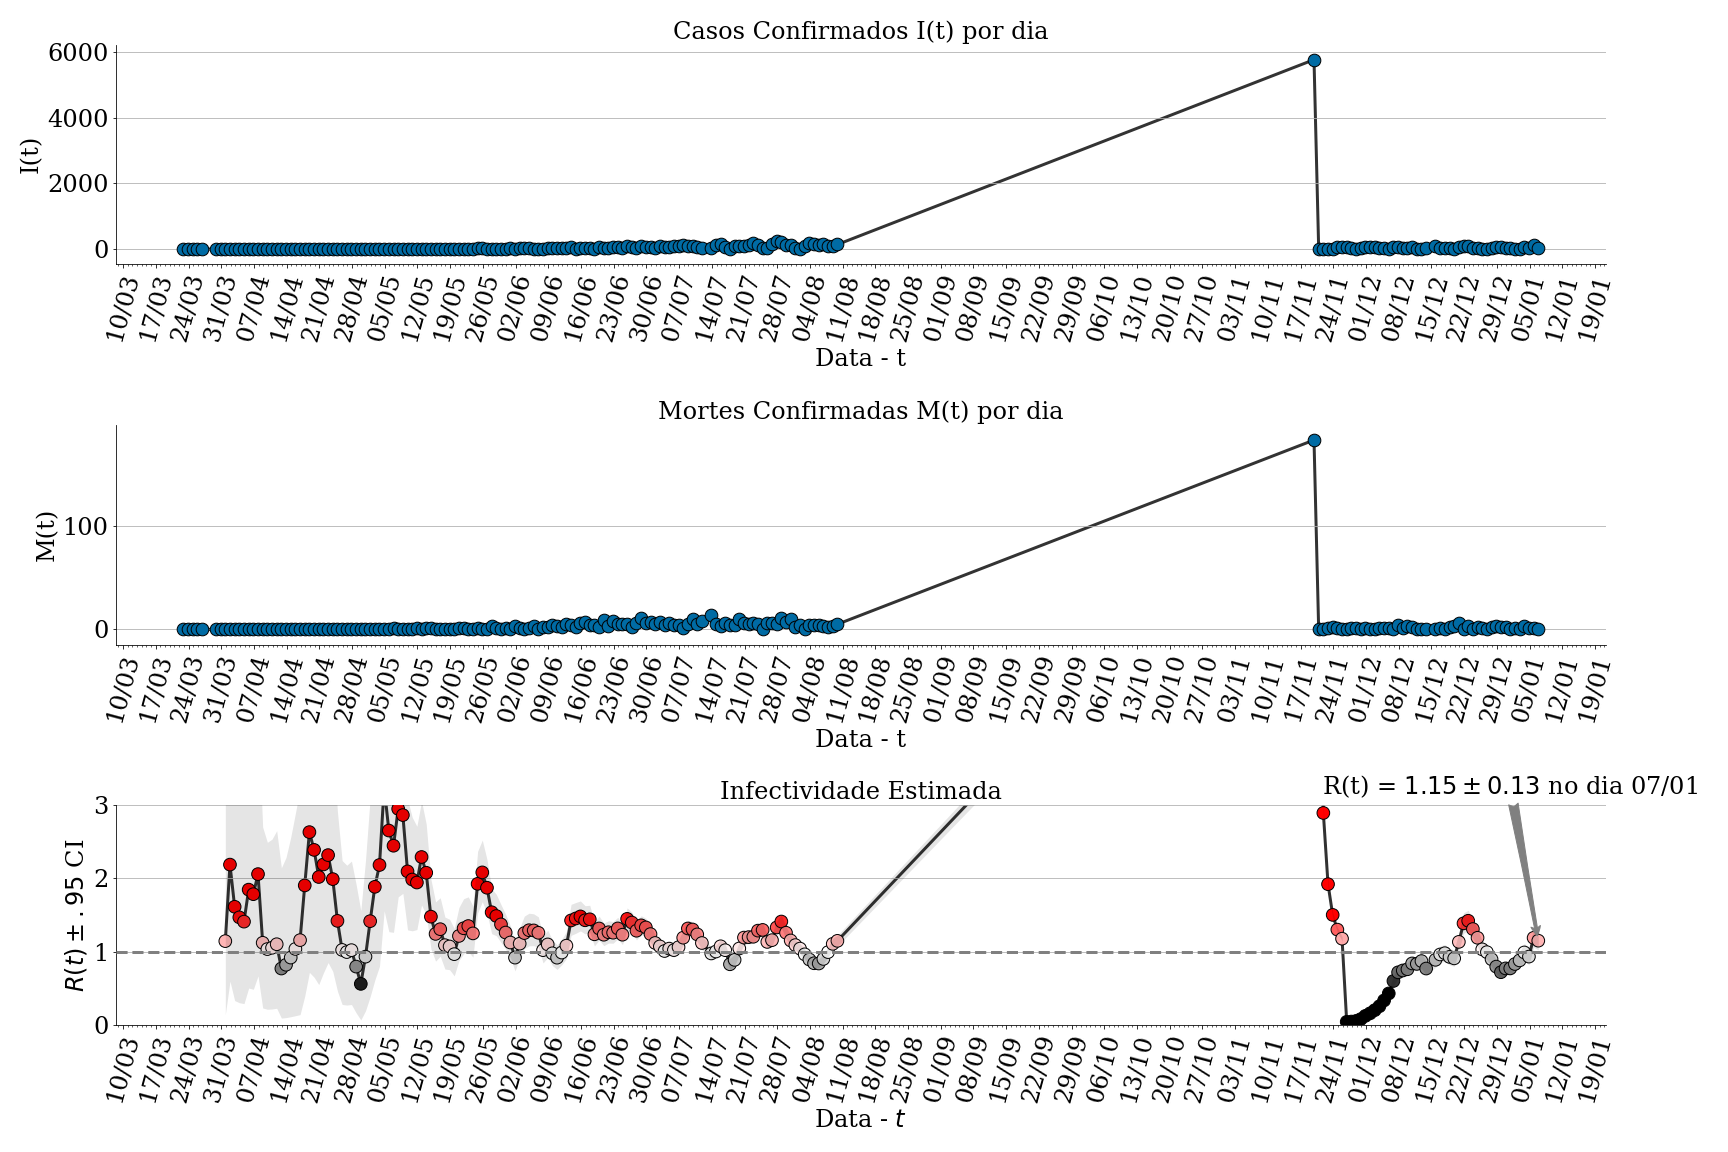 Casos Confirmados I(t) por dia
6000
4000
2000
0
I(t)
10/03 17/03 24/03 31/03 07/04 14/04 21/04 28/04 05/05 12/05 19/05 26/05 02/06 09/06 16/06 23/06 30/06 07/07 14/07 21/07 28/07 04/08 11/08 18/08 25/08 01/09 08/09 15/09 22/09 29/09 06/10 13/10 20/10 27/10 03/11 10/11 17/11 24/11 01/12 08/12 15/12 22/12 29/12 05/01 12/01 19/01
Data - t
Mortes Confirmadas M(t) por dia
100
0
M(t)
10/03 17/03 24/03 31/03 07/04 14/04 21/04 28/04 05/05 12/05 19/05 26/05 02/06 09/06 16/06 23/06 30/06 07/07 14/07 21/07 28/07 04/08 11/08 18/08 25/08 01/09 08/09 15/09 22/09 29/09 06/10 13/10 20/10 27/10 03/11 10/11 17/11 24/11 01/12 08/12 15/12 22/12 29/12 05/01 12/01 19/01
Data - t
Infectividade Estimada
R(t) = 1.15 ± 0.13 no dia 07/01
3
2
1
0
R(t) ± .95 CI
10/03 17/03 24/03 31/03 07/04 14/04 21/04 28/04 05/05 12/05 19/05 26/05 02/06 09/06 16/06 23/06 30/06 07/07 14/07 21/07 28/07 04/08 11/08 18/08 25/08 01/09 08/09 15/09 22/09 29/09 06/10 13/10 20/10 27/10 03/11 10/11 17/11 24/11 01/12 08/12 15/12 22/12 29/12 05/01 12/01 19/01
Data - t